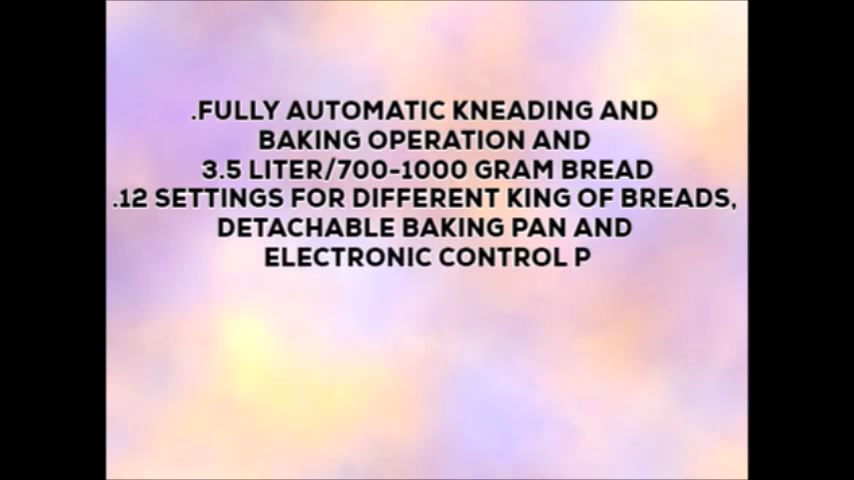 .FULLY AUTOMATIC KNEADING AND
BAKING OPERATION AND
3.5 LITER/700-1000 GRAM BREAD
.12 SETTINGS FOR DIFFERENT KING OF BREADS,
DETACHABLE BAKING PAN AND
ELECTRONIC CONTROL P